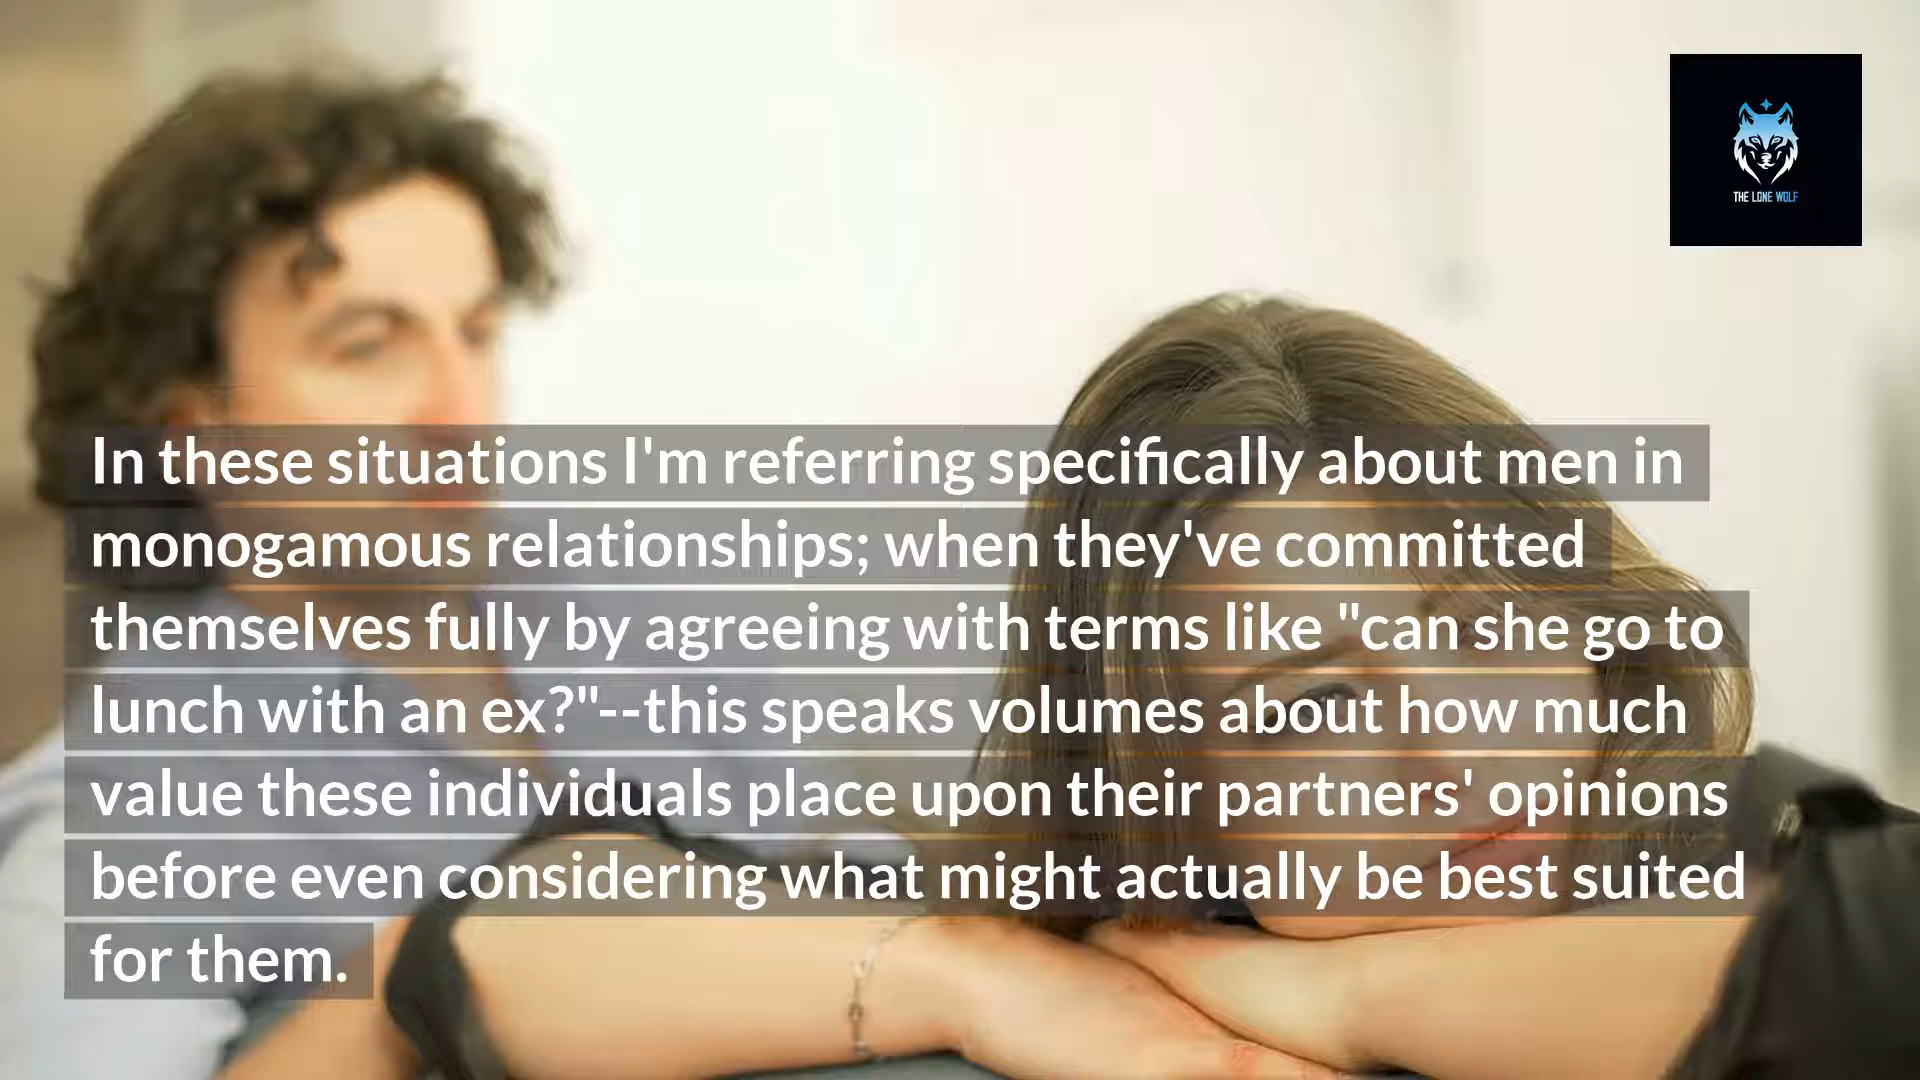 THE LONE WOLF
In these situations I'm referring specifically about men in
monogamous relationships; when they've committed
themselves fully by agreeing with terms like "can she go to
lunch with an ex?"--this speaks volumes about how much
value these individuals place upon their partners' opinions
before even considering what might actually be best suited
for them.